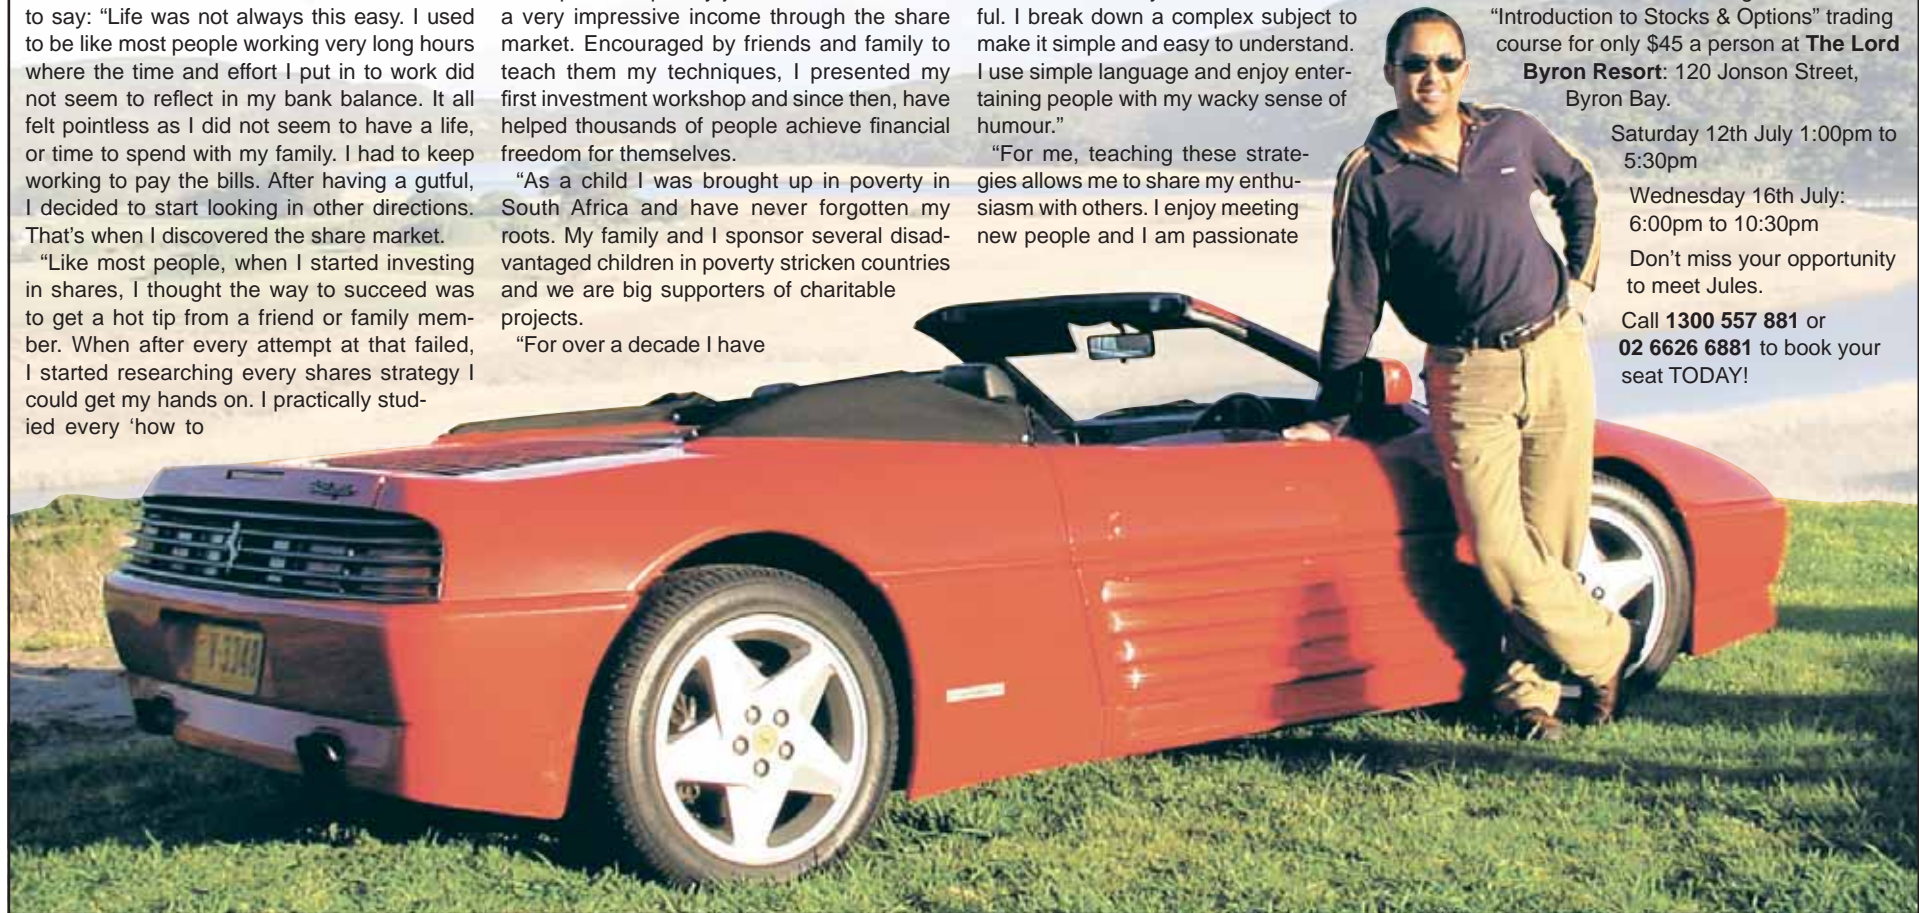 to say: “Life was not always this easy. I used
to be like most people working very long hours
where the time and effort I put in to work did
not seem to reflect in my bank balance. It all
felt pointless as I did not seem to have a life,
or time to spend with my family. I had to keep
working to pay the bills. After having a gutful,
I decided to start looking in other directions.
That’s when I discovered the share market.
“Like most people, when I started investing
in shares, I thought the way to succeed was
to get a hot tip from a friend or family mem-
ber. When after every attempt at that failed,
I started researching every shares strategy I
could get my hands on. I practically stud-
ied every ‘how to
a very impressive income through the share
market. Encouraged by friends and family to
teach them my techniques, I presented my
first investment workshop and since then, have
helped thousands of people achieve financial
freedom for themselves.
“As a child I was brought up in poverty in
South Africa and have never forgotten my
roots. My family and I sponsor several disad-
vantaged children in poverty stricken countries
and we are big supporters of charitable
projects.
“For over a decade I have
ful. I break down a complex subject to
make it simple and easy to understand.
I use simple language and enjoy enter-
taining people with my wacky sense of
humour.”
“For me, teaching these strate-
gies allows me to share my enthu-
siasm with others. I enjoy meeting
new people and I am passionate
“Introduction to Stocks & Options” trading
course for only $45 a person at The Lord
Byron Resort: 120 Jonson Street,
Byron Bay.
Saturday 12th July 1:00pm to
5:30pm
Wednesday 16th July:
6:00pm to 10:30pm
Don’t miss your opportunity
to meet Jules.
Call 1300 557 881 or
02 6626 6881 to book your
seat TODAY!